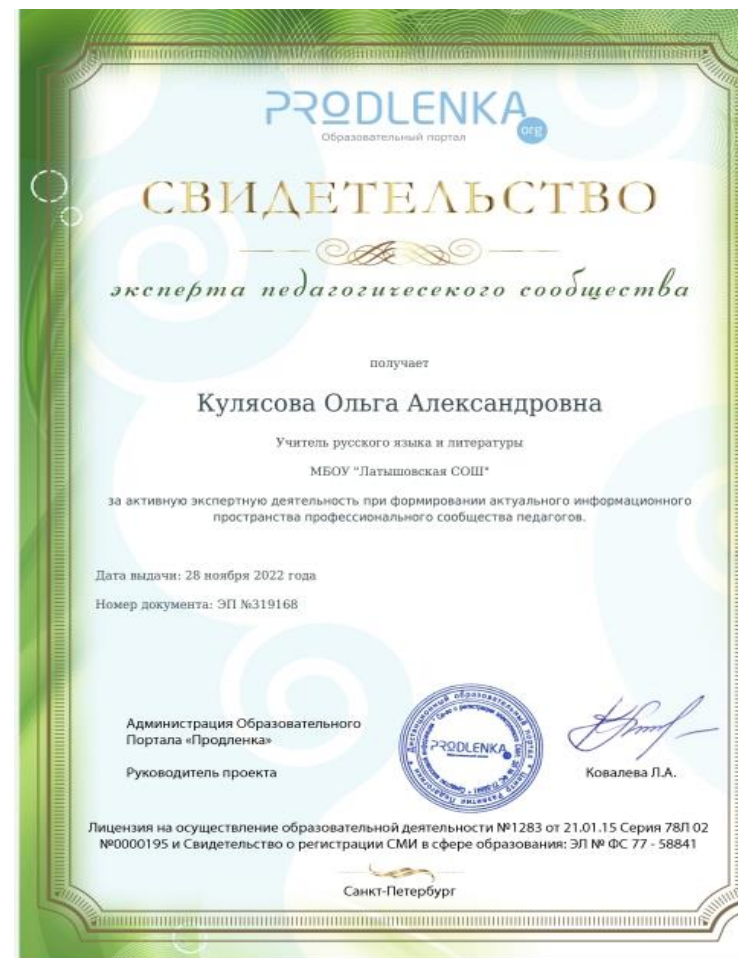 PRODLENKA
org
Образовательный портал
СВИДЕТЕЛЬСТВО
эксперта педагогичесекого сообщества
получает
Кулясова Ольга Александровна
Учитель русского языка и литературы
МБОУ "Латышовская СОШ"
за активную экспертную деятельность при формировании актуального информационного
пространства профессионального сообщества педагогов.
Дата выдачи: 28 ноября 2022 года
Номер документа: ЭП №319168
Администрация Образовательного
Портала «Продленка»
Руководитель проекта
PRODLENKA
Ковалева Л.А.
Лицензия на осуществление образовательной деятельности №1283 от 21.01.15 Серия 78Л 02
№0000195 и Свидетельство о регистрации СМИ в сфере образования: ЭЛ № ФС 77 - 58841
Санкт-Петербург